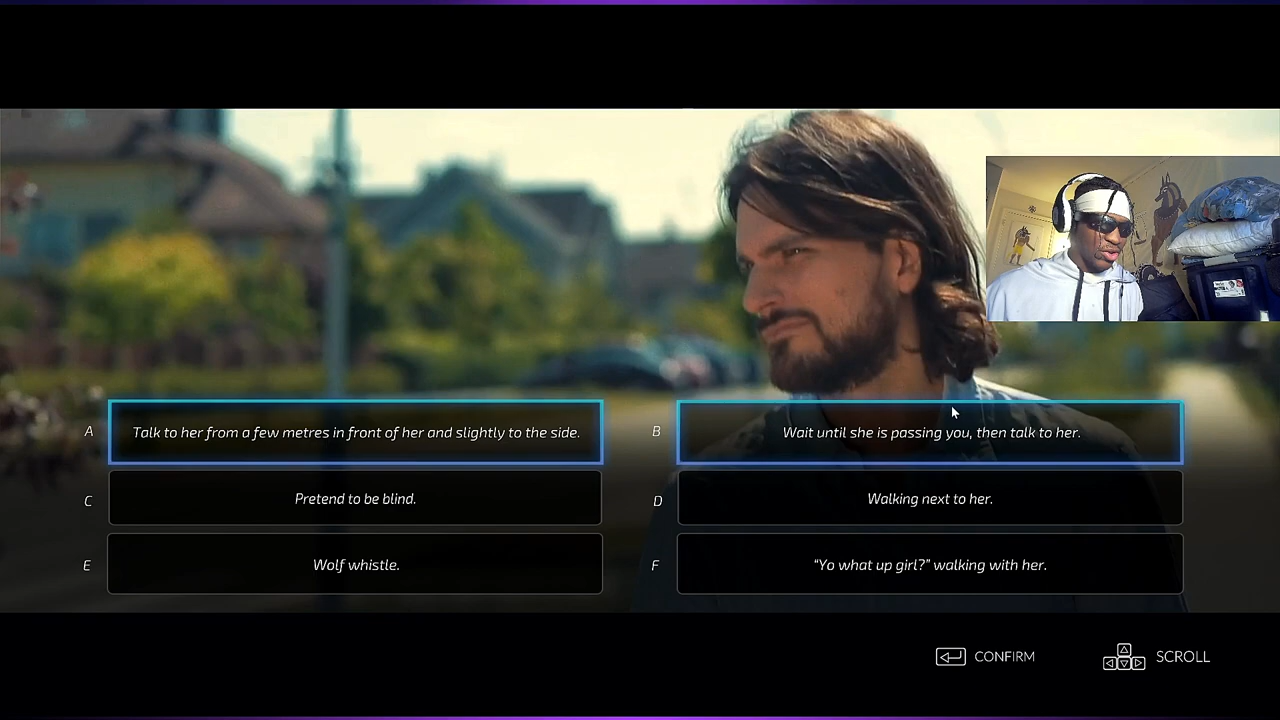 A
Talk to her from a few metres in front of her and slightly to the side.
B
Wait until she is passing you, then talk to her.
C
Pretend to be blind.
D
Walking next to her.
E
Wolf whistle.
F
“Yo what up girl?” walking with her.
CONFIRM
SCROLL